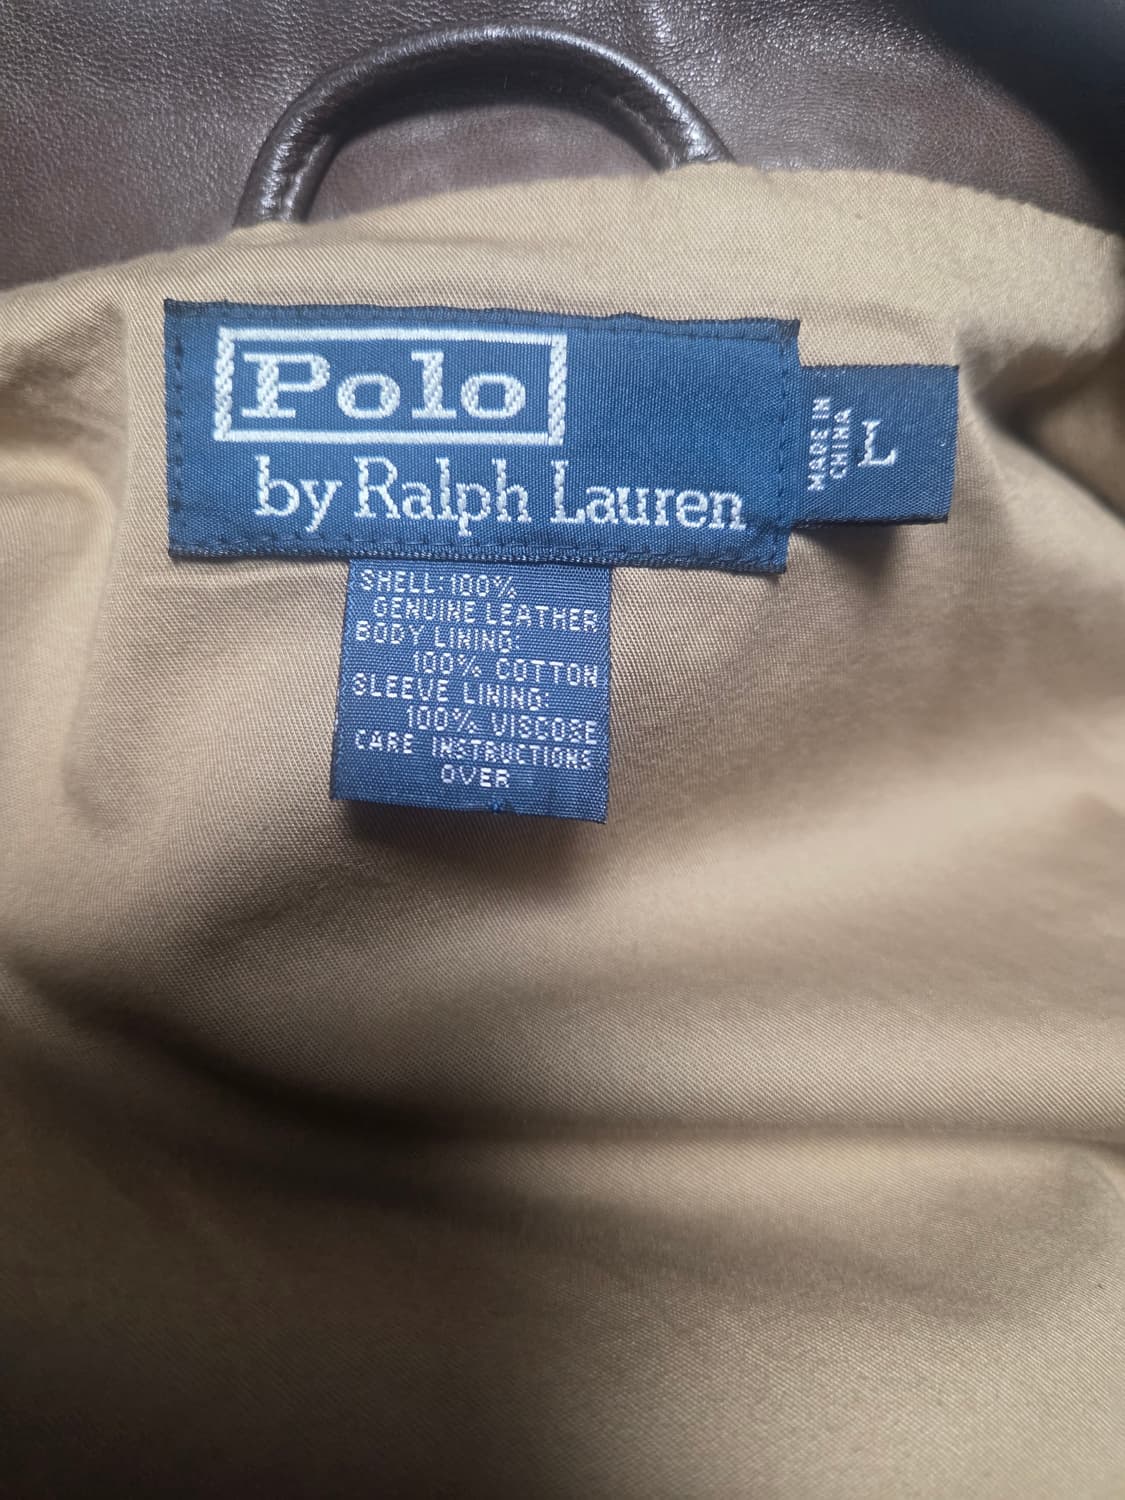 Polo
by Ralph Lauren
MADE IN
CHINA
L
SHELL:100%
GENUINE LEATHER
BODY LINING:
100% COTTON
SLEEVE LINING:
100% VISCOSE
CARE INSTRUCTIONS
OVER